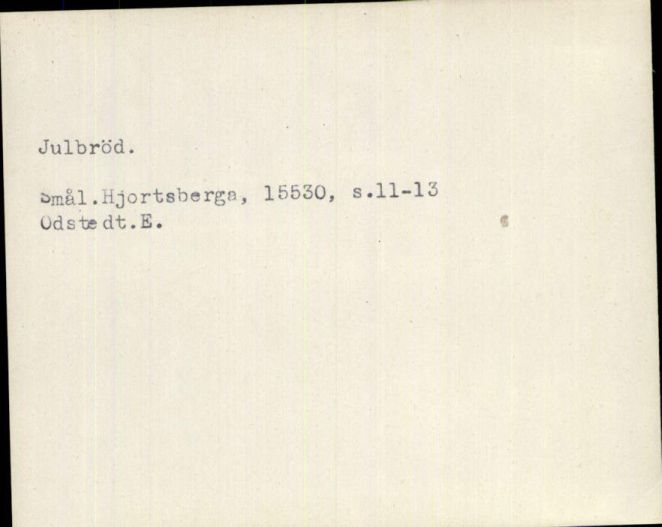 Julbröd.
Smål.Hjortsberga, 15530, s.11-13
Odstedt.E.